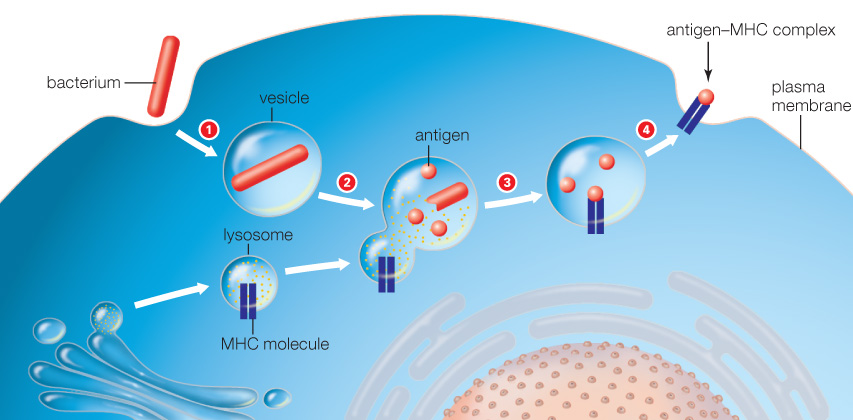 antigen–MHC complex
bacterium
vesicle
plasma
membrane
1
4
antigen
2
3
lysosome
MHC molecule